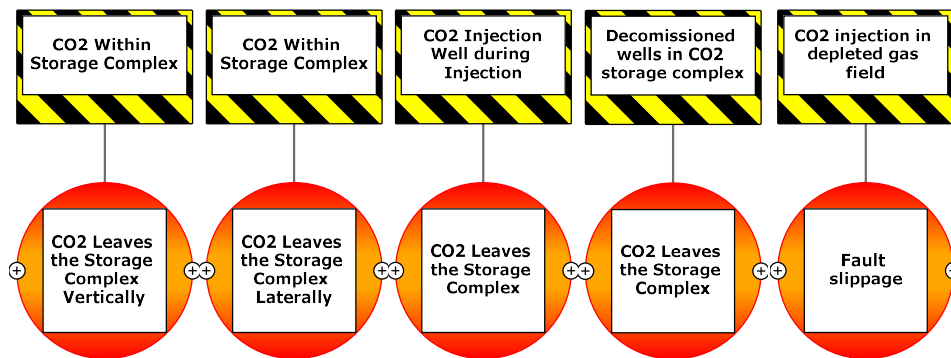 CO2 Within
Storage Complex
CO2 Within
Storage Complex
CO2 Injection
Well during
Injection
Decomissioned
wells in CO2
storage complex
CO2 injection in
depleted gas
field
CO2 Leaves
the Storage
Complex
Vertically
CO2 Leaves
the Storage
Complex
Laterally
CO2 Leaves
the Storage
Complex
CO2 Leaves
the Storage
Complex
Fault
slippage